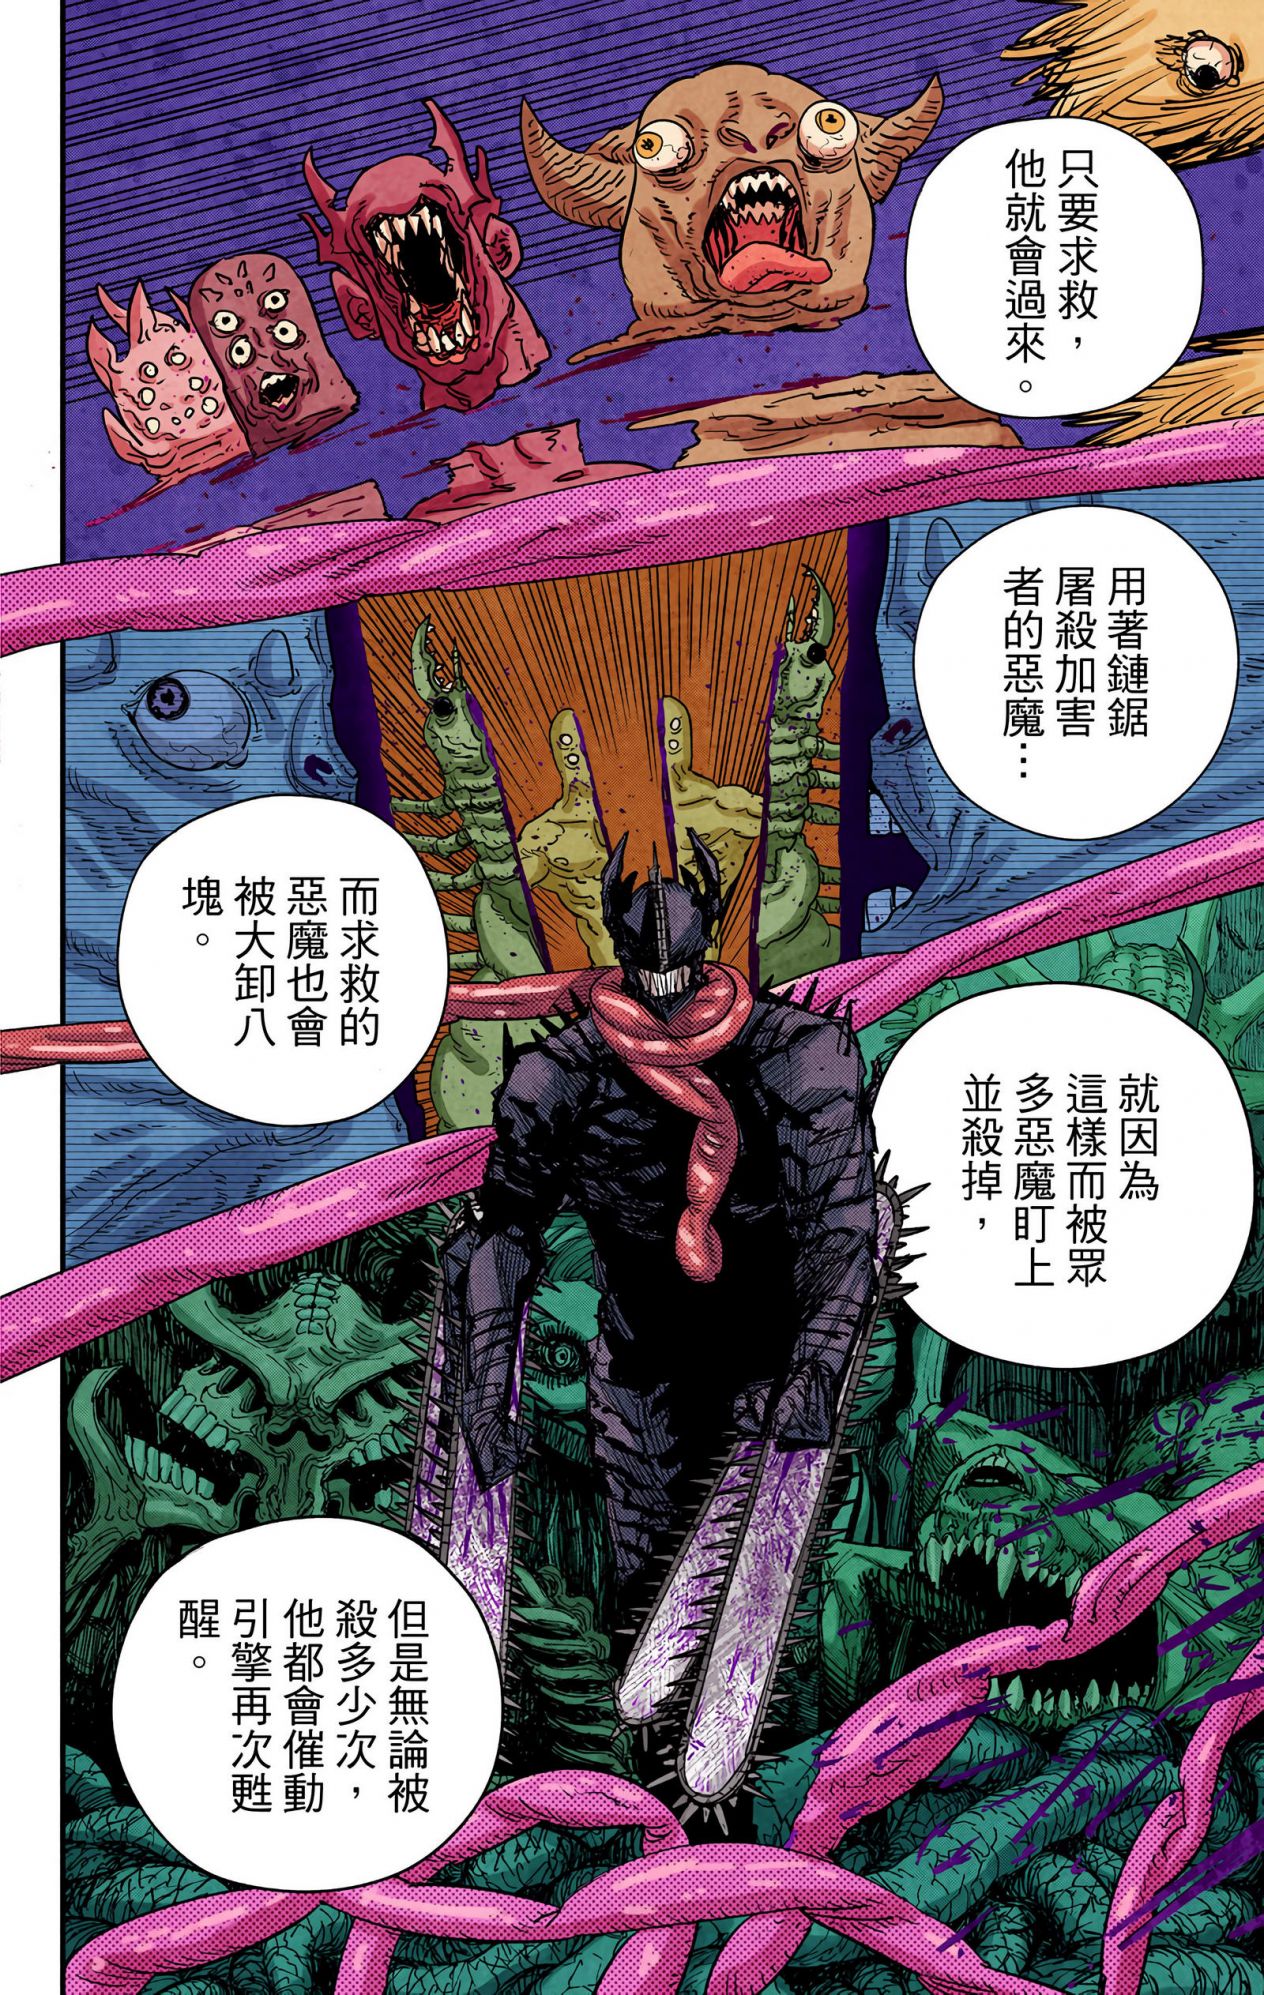 只要求救，
他就會過來。
用著鏈鋸
屠殺加害
者的惡魔…
而求救的
惡魔也會
被大卸八
塊。
就因為
這樣而被眾
多惡魔盯上
並殺掉，
但是無論被
殺多少次，
他都會催動
引擎再次甦
醒。